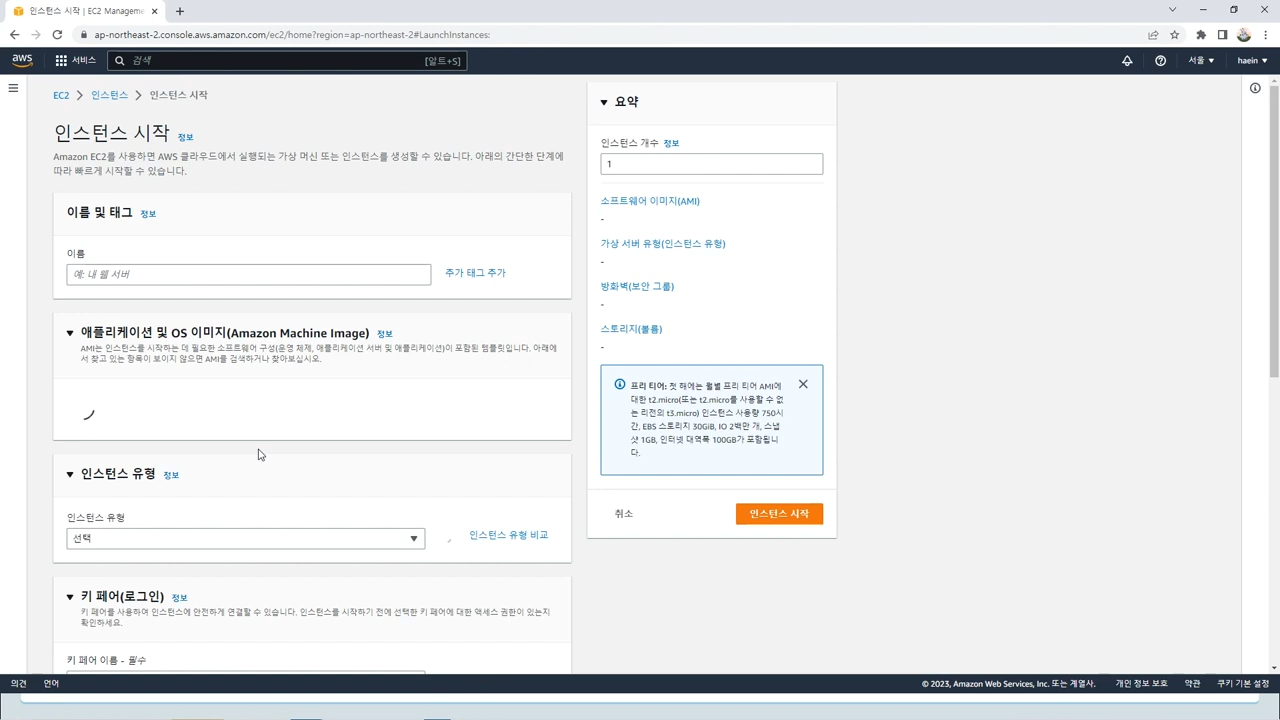 인스턴스 시작 | EC2 Manageme
ap-northeast-2.console.aws.amazon.com/ec2/home?region=ap-northeast-2#LaunchInstances:
aws
서비스
검색
[알트+S]
서울 ▼
haein ▼
EC2 > 인스턴스 > 인스턴스 시작
인스턴스 시작 정보
Amazon EC2를 사용하면 AWS 클라우드에서 실행되는 가상 머신 또는 인스턴스를 생성할 수 있습니다. 아래의 간단한 단계에
따라 빠르게 시작할 수 있습니다.
이름 및 태그 정보
이름
예: 내 웹 서버
추가 태그 추가
애플리케이션 및 OS 이미지(Amazon Machine Image) 정보
AMI는 인스턴스를 시작하는 데 필요한 소프트웨어 구성(운영 체제, 애플리케이션 서버 및 애플리케이션)이 포함된 템플릿입니다. 아래에
서 찾고 있는 항목이 보이지 않으면 AMI를 검색하거나 찾아보십시오.
인스턴스 유형 정보
인스턴스 유형
선택
인스턴스 유형 비교
키 페어(로그인) 정보
키 페어를 사용하여 인스턴스에 안전하게 연결할 수 있습니다. 인스턴스를 시작하기 전에 선택한 키 페어에 대한 액세스 권한이 있는지
확인하세요.
키 페어 이름 - 필수
요약
인스턴스 개수 정보
1
소프트웨어 이미지(AMI)
-
가상 서버 유형(인스턴스 유형)
-
방화벽(보안 그룹)
-
스토리지(볼륨)
-
프리 티어: 첫 해에는 월별 프리 티어 AMI에
대한 t2.micro(또는 t2.micro를 사용할 수 없
는 리전의 t3.micro) 인스턴스 사용량 750시
간, EBS 스토리지 30GiB, IO 2백만 개, 스냅
샷 1GB, 인터넷 대역폭 100GB가 포함됩니
다.
취소
인스턴스 시작
의견
언어
© 2023, Amazon Web Services, Inc. 또는 계열사.
개인 정보 보호
약관
쿠키 기본 설정